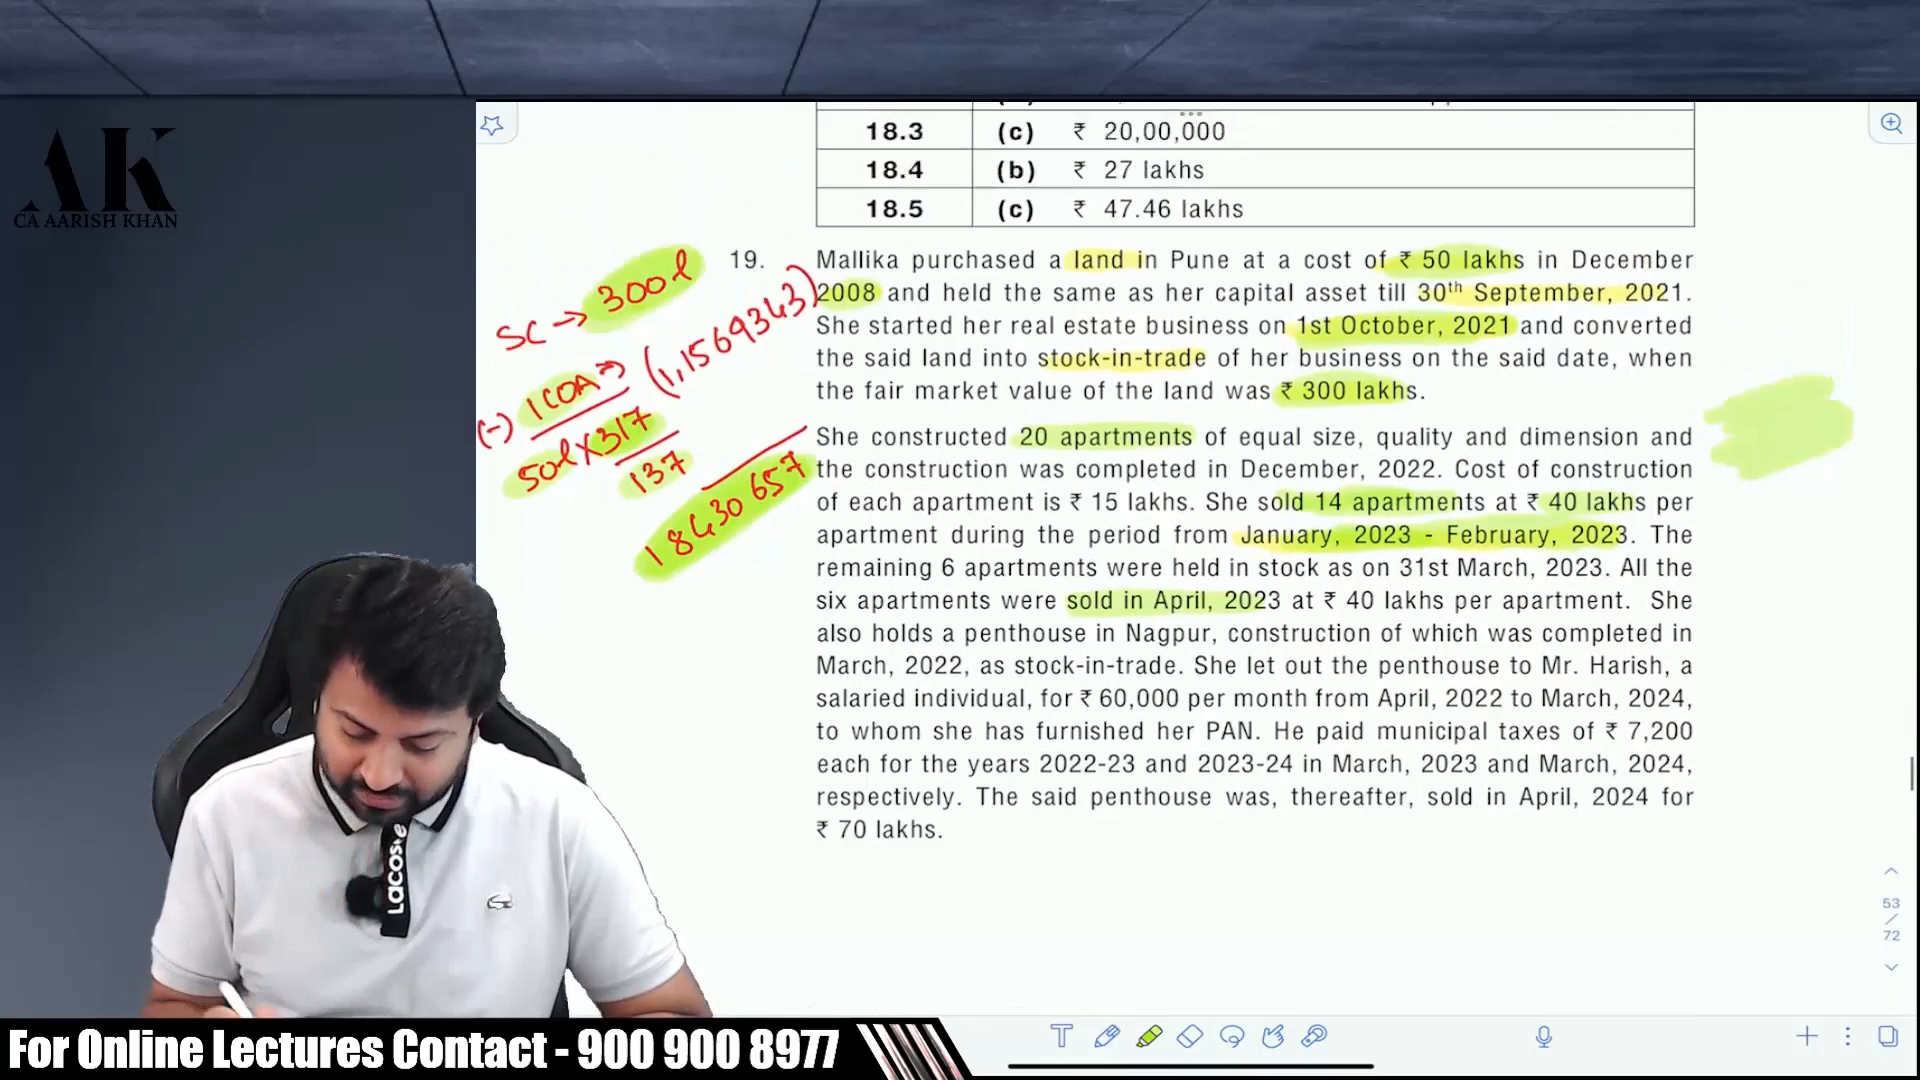 AK
CA AARISH KHAN
18.3 (c) ₹ 20,00,000
18.4 (b) ₹ 27 lakhs
18.5 (c) ₹ 47.46 lakhs
19. Mallika purchased a land in Pune at a cost of ₹ 50 lakhs in December
2008 and held the same as her capital asset till 30th September, 2021.
She started her real estate business on 1st October, 2021 and converted
the said land into stock-in-trade of her business on the said date, when
the fair market value of the land was ₹ 300 lakhs.
She constructed 20 apartments of equal size, quality and dimension and
the construction was completed in December, 2022. Cost of construction
of each apartment is ₹ 15 lakhs. She sold 14 apartments at ₹ 40 lakhs per
apartment during the period from January, 2023 - February, 2023. The
remaining 6 apartments were held in stock as on 31st March, 2023. All the
six apartments were sold in April, 2023 at ₹ 40 lakhs per apartment. She
also holds a penthouse in Nagpur, construction of which was completed in
March, 2022, as stock-in-trade. She let out the penthouse to Mr. Harish, a
salaried individual, for ₹ 60,000 per month from April, 2022 to March, 2024,
to whom she has furnished her PAN. He paid municipal taxes of ₹ 7,200
each for the years 2022-23 and 2023-24 in March, 2023 and March, 2024,
respectively. The said penthouse was, thereafter, sold in April, 2024 for
₹ 70 lakhs.
SC → 300l
(-) ICOA → (1,1569343)
50l × 317
137
18430657
Lacoste
53
/
72
T
For Online Lectures Contact - 900 900 8977